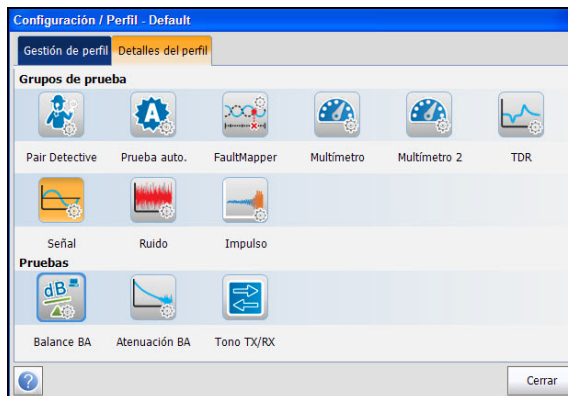 Configuración / Perfil - Default
Gestión de perfil Detalles del perfil
Grupos de prueba
Pair Detective Prueba auto. FaultMapper Multímetro Multímetro 2 TDR
Señal Ruido Impulso
Pruebas
dB
Balance BA Atenuación BA Tono TX/RX
? Cerrar